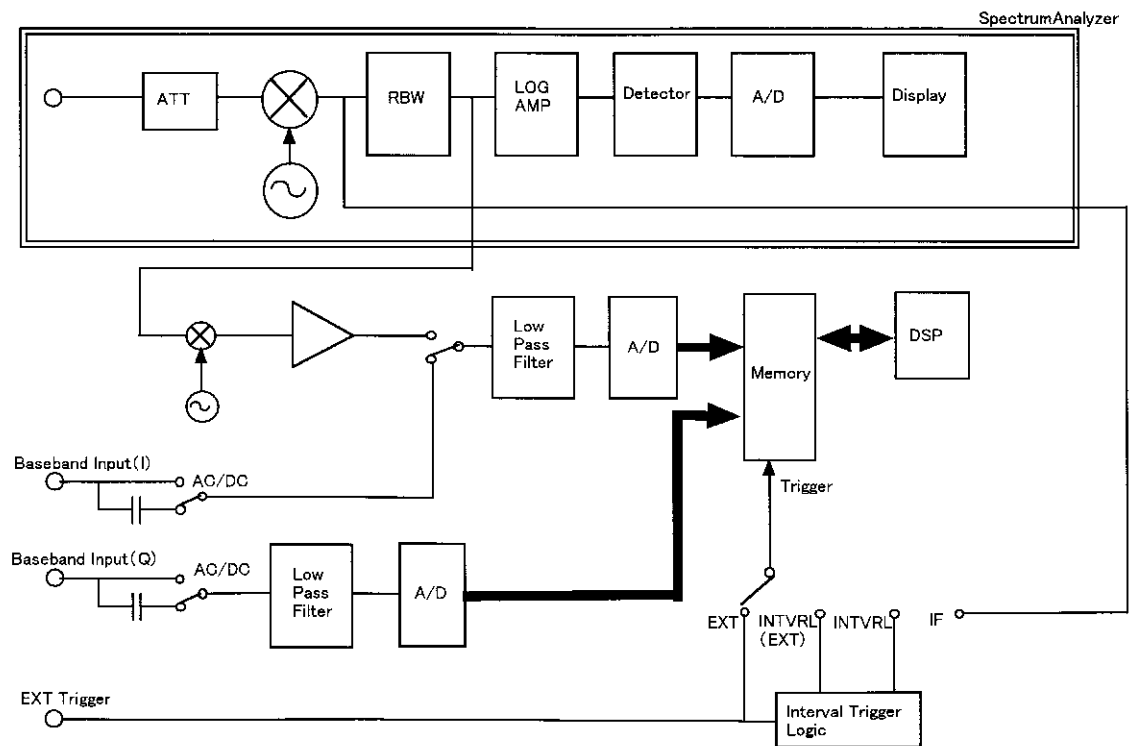 SpectrumAnalyzer
ATT
RBW
LOG
AMP
Detector
A/D
Display
Low
Pass
Filter
A/D
Memory
DSP
Baseband Input(I)
AC/DC
Trigger
Baseband Input(Q)
AC/DC
Low
Pass
Filter
A/D
EXT
INTVRL
(EXT)
INTVRL
IF
EXT Trigger
Interval Trigger
Logic